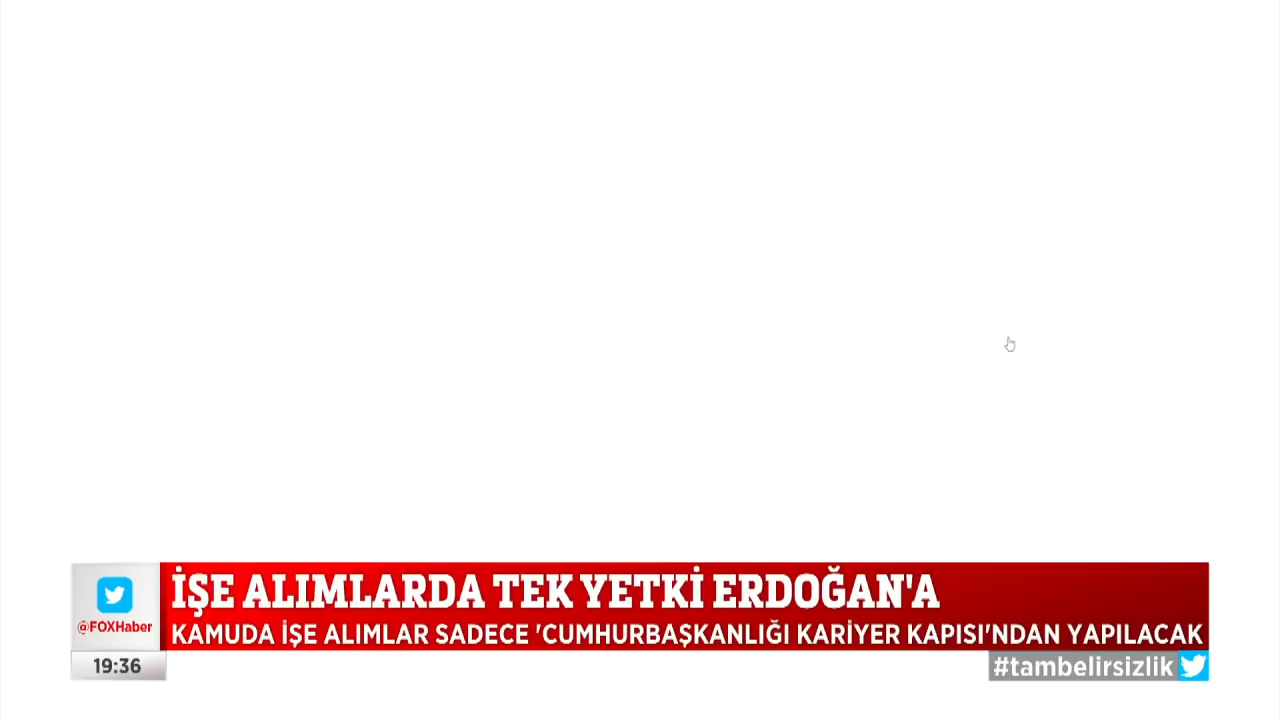 İŞE ALIMLARDA TEK YETKİ ERDOĞAN'A
@FOXHaber
KAMUDA İŞE ALIMLAR SADECE 'CUMHURBAŞKANLIĞI KARİYER KAPISI'NDAN YAPILACAK
19:36
#tambelirsizlik